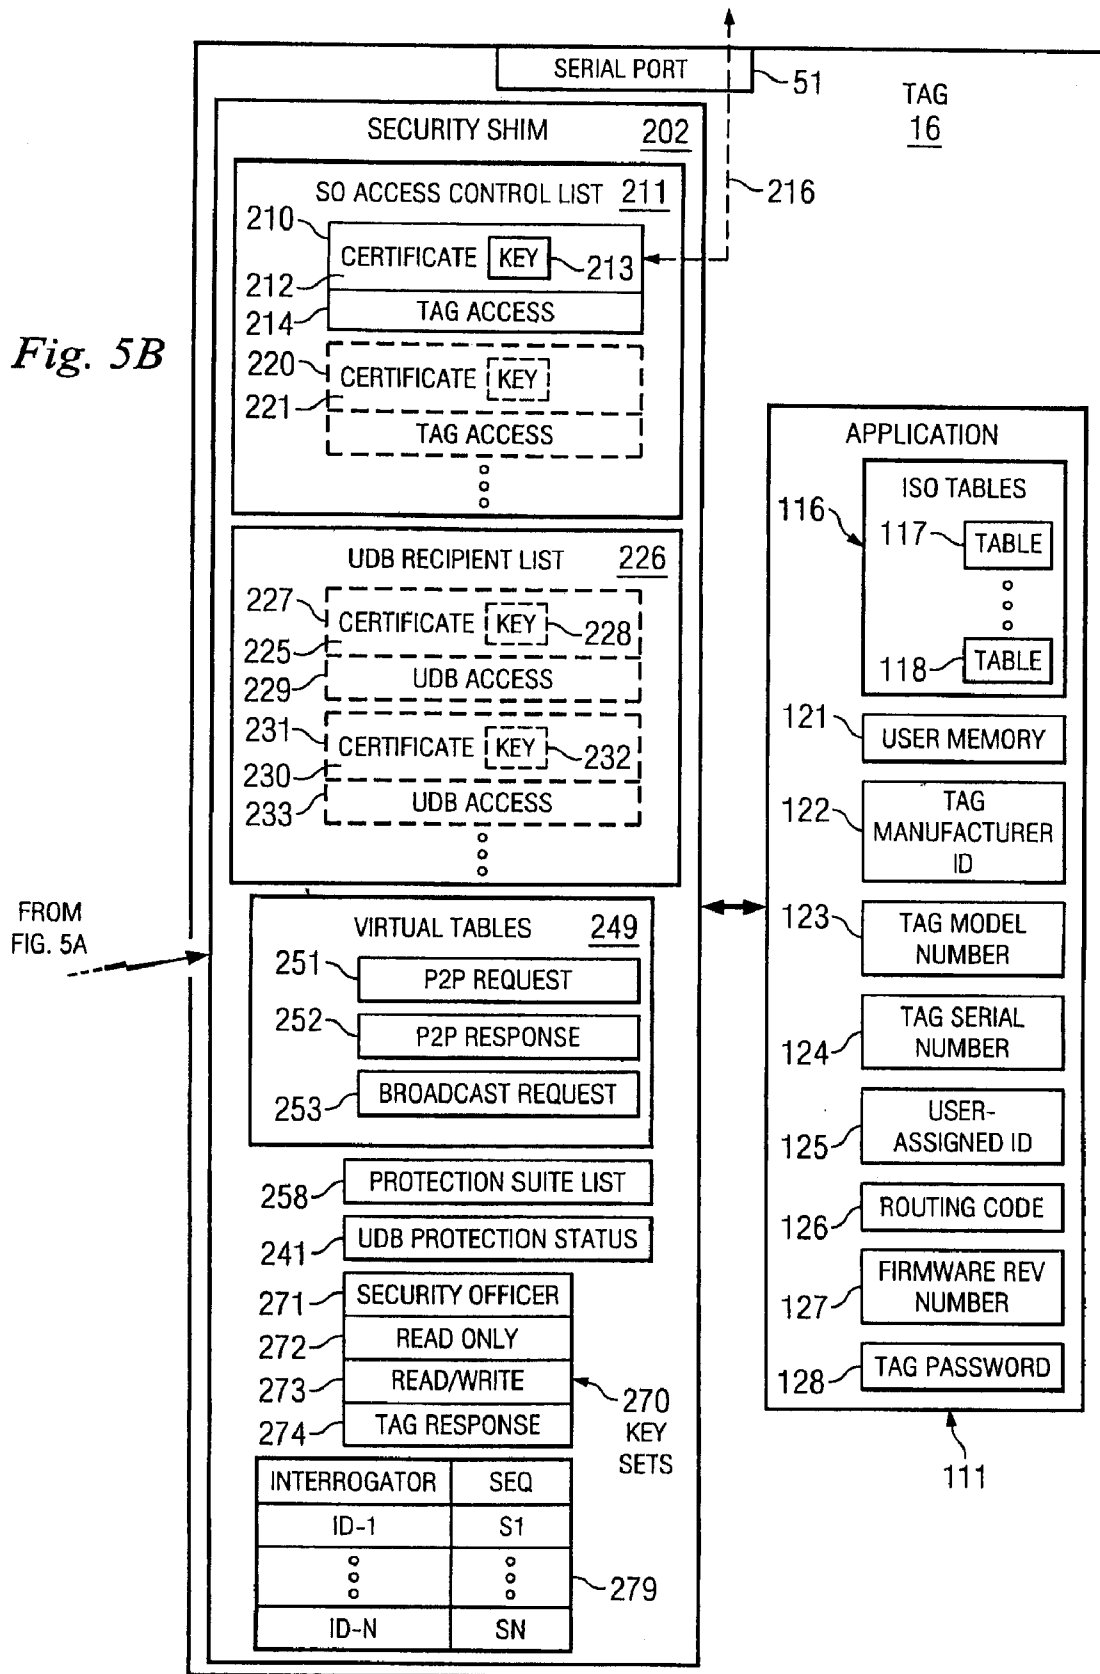 SERIAL PORT
51
TAG
16
SECURITY SHIM 202
216
SO ACCESS CONTROL LIST 211
210
CERTIFICATE KEY 213
212
TAG ACCESS
214
Fig. 5B
220
CERTIFICATE KEY
221
TAG ACCESS
UDB RECIPIENT LIST 226
227
CERTIFICATE KEY 228
225
UDB ACCESS
229
231
CERTIFICATE KEY 232
230
UDB ACCESS
233
FROM
FIG. 5A
VIRTUAL TABLES 249
251
P2P REQUEST
252
P2P RESPONSE
BROADCAST REQUEST
253
PROTECTION SUITE LIST
258
UDB PROTECTION STATUS
241
271 SECURITY OFFICER
272 READ ONLY
273 READ/WRITE
274 TAG RESPONSE
270
KEY
SETS
INTERROGATOR SEQ
ID-1 S1
279
ID-N SN
APPLICATION
ISO TABLES
116
117 TABLE
118 TABLE
121
USER MEMORY
122
TAG
MANUFACTURER
ID
123
TAG MODEL
NUMBER
TAG SERIAL
NUMBER
124
USER-
ASSIGNED ID
125
ROUTING CODE
126
FIRMWARE REV
NUMBER
127
TAG PASSWORD
128
111